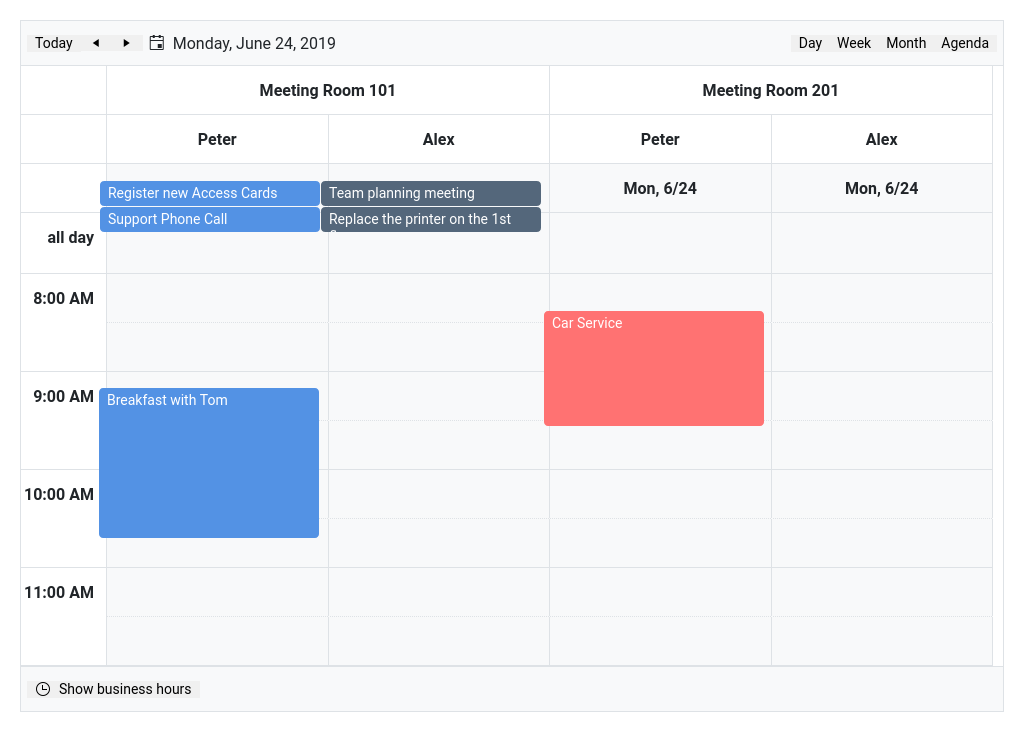 Today
Monday, June 24, 2019
Day Week Month Agenda
Meeting Room 101
Meeting Room 201
Peter
Alex
Peter
Alex
Register new Access Cards
Team planning meeting
Mon, 6/24
Mon, 6/24
Support Phone Call
Replace the printer on the 1st
all day
8:00 AM
Car Service
9:00 AM
Breakfast with Tom
10:00 AM
11:00 AM
Show business hours